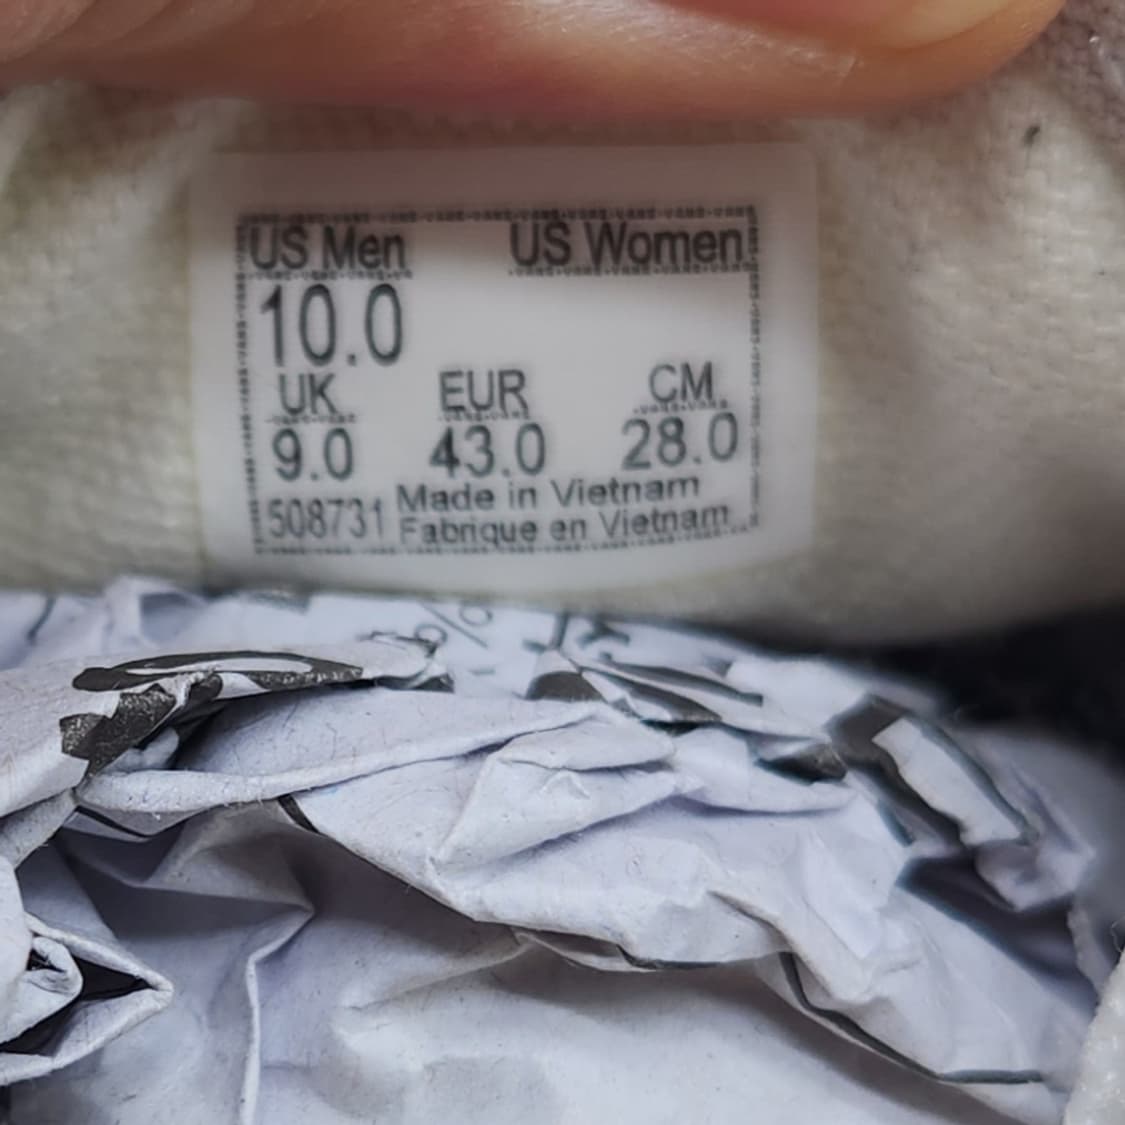 US Men US Women
10.0
UK EUR CM
9.0 43.0 28.0
508731 Made in Vietnam
Fabrique en Vietnam